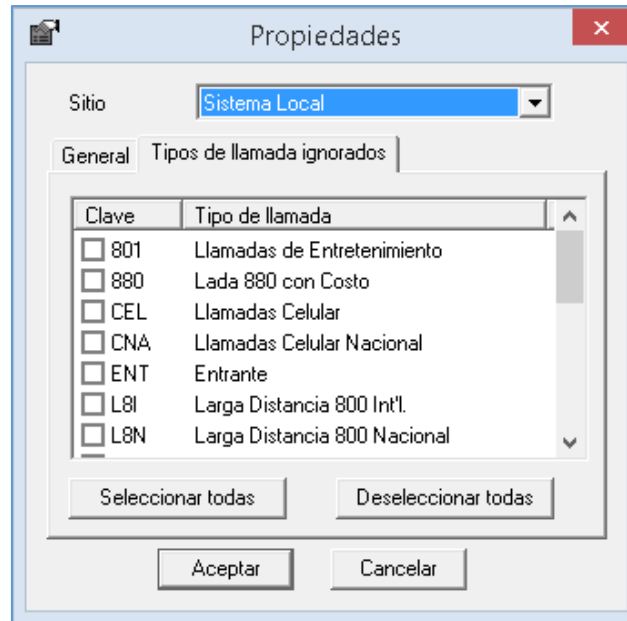 Propiedades
Sitio Sistema Local
General Tipos de llamada ignorados
Clave Tipo de llamada
801 Llamadas de Entretenimiento
880 Lada 880 con Costo
CEL Llamadas Celular
CNA Llamadas Celular Nacional
ENT Entrante
L8I Larga Distancia 800 Int'l.
L8N Larga Distancia 800 Nacional
Seleccionar todas Deseleccionar todas
Aceptar Cancelar